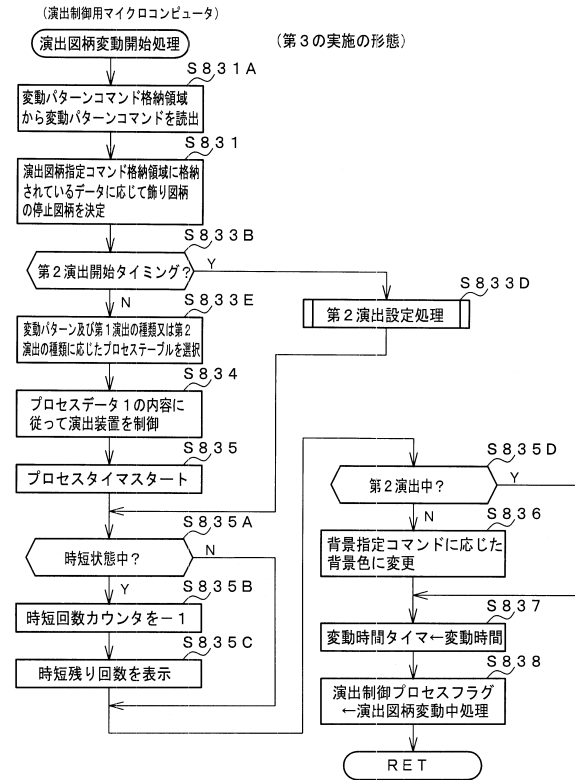 (演出制御用マイクロコンピュータ)
演出図柄変動開始処理
(第3の実施の形態)
S831A
変動パターンコマンド格納領域
から変動パターンコマンドを読出
S831
演出図柄指定コマンド格納領域に格納
されているデータに応じて飾り図柄
の停止図柄を決定
S833B
第2演出開始タイミング?
Y
N
S833D
第2演出設定処理
S833E
変動パターン及び第1演出の種類又は第2
演出の種類に応じたプロセステーブルを選択
S834
プロセスデータ1の内容に
従って演出装置を制御
S835
プロセスタイマスタート
S835A
時短状態中?
N
Y
S835B
時短回数カウンタを-1
S835C
時短残り回数を表示
S835D
第2演出中?
Y
N
S836
背景指定コマンドに応じた
背景色に変更
S837
変動時間タイマ←変動時間
S838
演出制御プロセスフラグ
←演出図柄変動中処理
RET